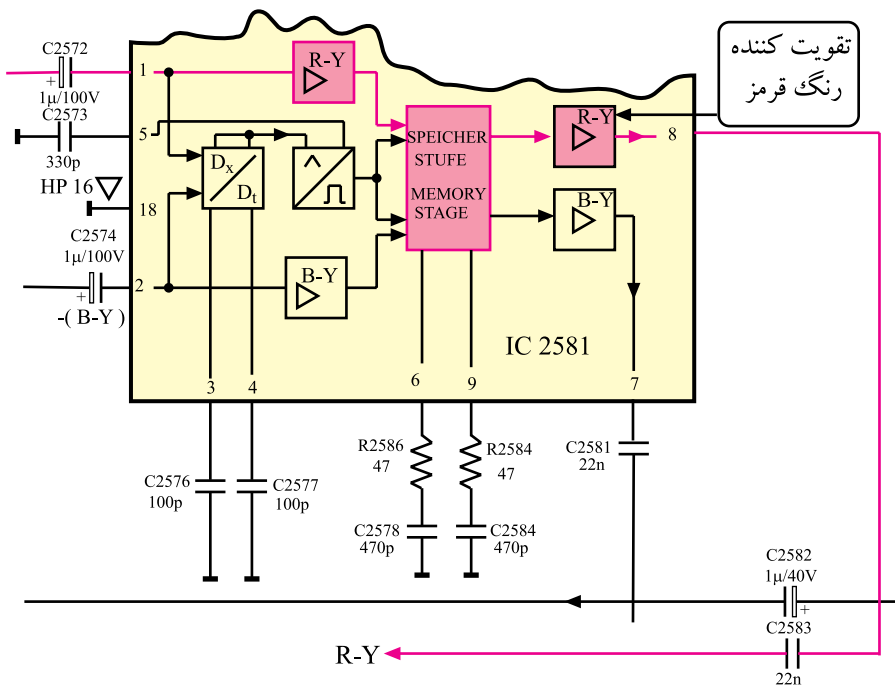 C2572
1µ/100V
C2573
330p
HP 16
C2574
1µ/100V
-( B-Y )
1
5
18
2
R-Y
Dx
Dt
B-Y
SPEICHER
STUFE
MEMORY
STAGE
R-Y
B-Y
8
تقویت کننده
رنگ قرمز
IC 2581
3
4
6
9
7
C2576
100p
C2577
100p
R2586
47
R2584
47
C2578
470p
C2584
470p
C2581
22n
C2582
1µ/40V
C2583
22n
R-Y